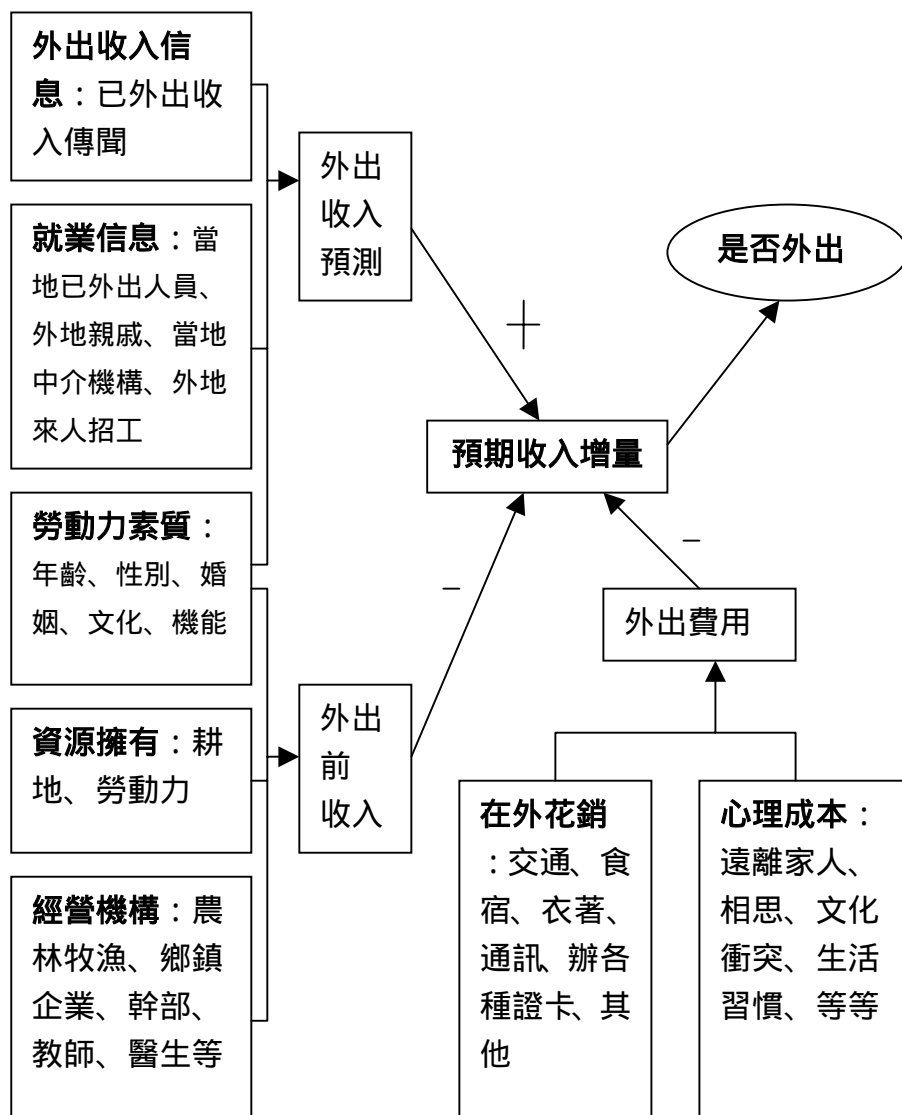 外出收入信
息：已外出收
入傳聞
就業信息：當
地已外出人員、
外地親戚、當地
中介機構、外地
來人招工
勞動力素質：
年齡、性別、婚
姻、文化、機能
資源擁有：耕
地、勞動力
經營機構：農
林牧漁、鄉鎮
企業、幹部、
教師、醫生等
外出
收入
預測
外出
前
收入
＋
－
預期收入增量
是否外出
－
外出費用
在外花銷
：交通、食
宿、衣著、
通訊、辦各
種證卡、其
他
心理成本：
遠離家人、
相思、文化
衝突、生活
習慣、等等